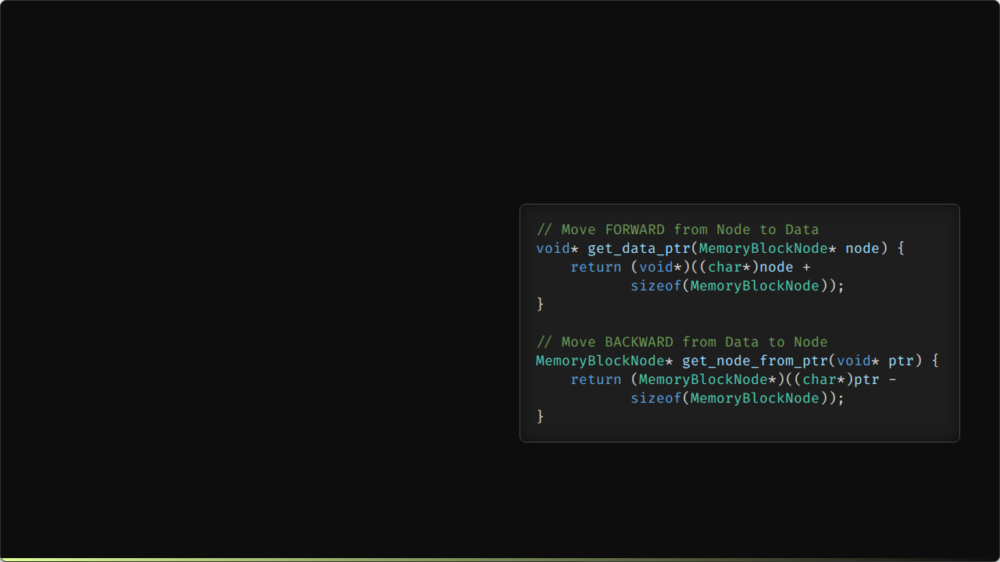 // Move FORWARD from Node to Data
void* get_data_ptr(MemoryBlockNode* node) {
    return (void*)((char*)node +
           sizeof(MemoryBlockNode));
}

// Move BACKWARD from Data to Node
MemoryBlockNode* get_node_from_ptr(void* ptr) {
    return (MemoryBlockNode*)((char*)ptr -
           sizeof(MemoryBlockNode));
}